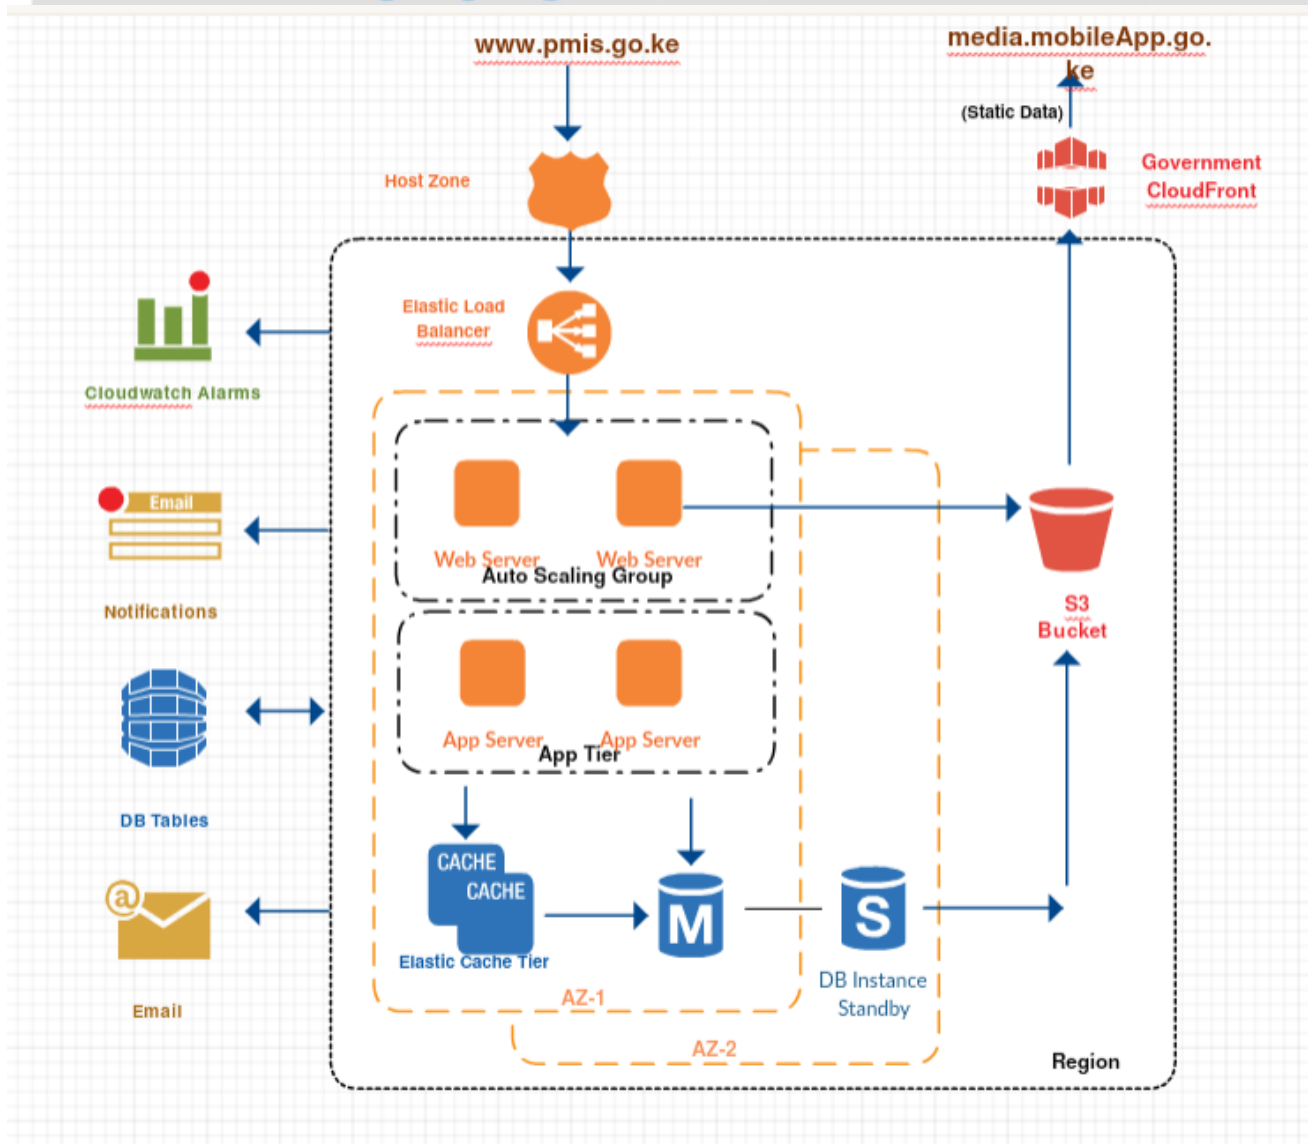 www.pmis.go.ke
media.mobileApp.go.
ke
(Static Data)
Host Zone
Government
CloudFront
Elastic Load
Balancer
Cloudwatch Alarms
Email
Notifications
Web Server
Web Server
Auto Scaling Group
S3
Bucket
App Server
App Server
App Tier
DB Tables
CACHE
CACHE
M
S
@
Elastic Cache Tier
DB Instance
Standby
AZ-1
Email
AZ-2
Region